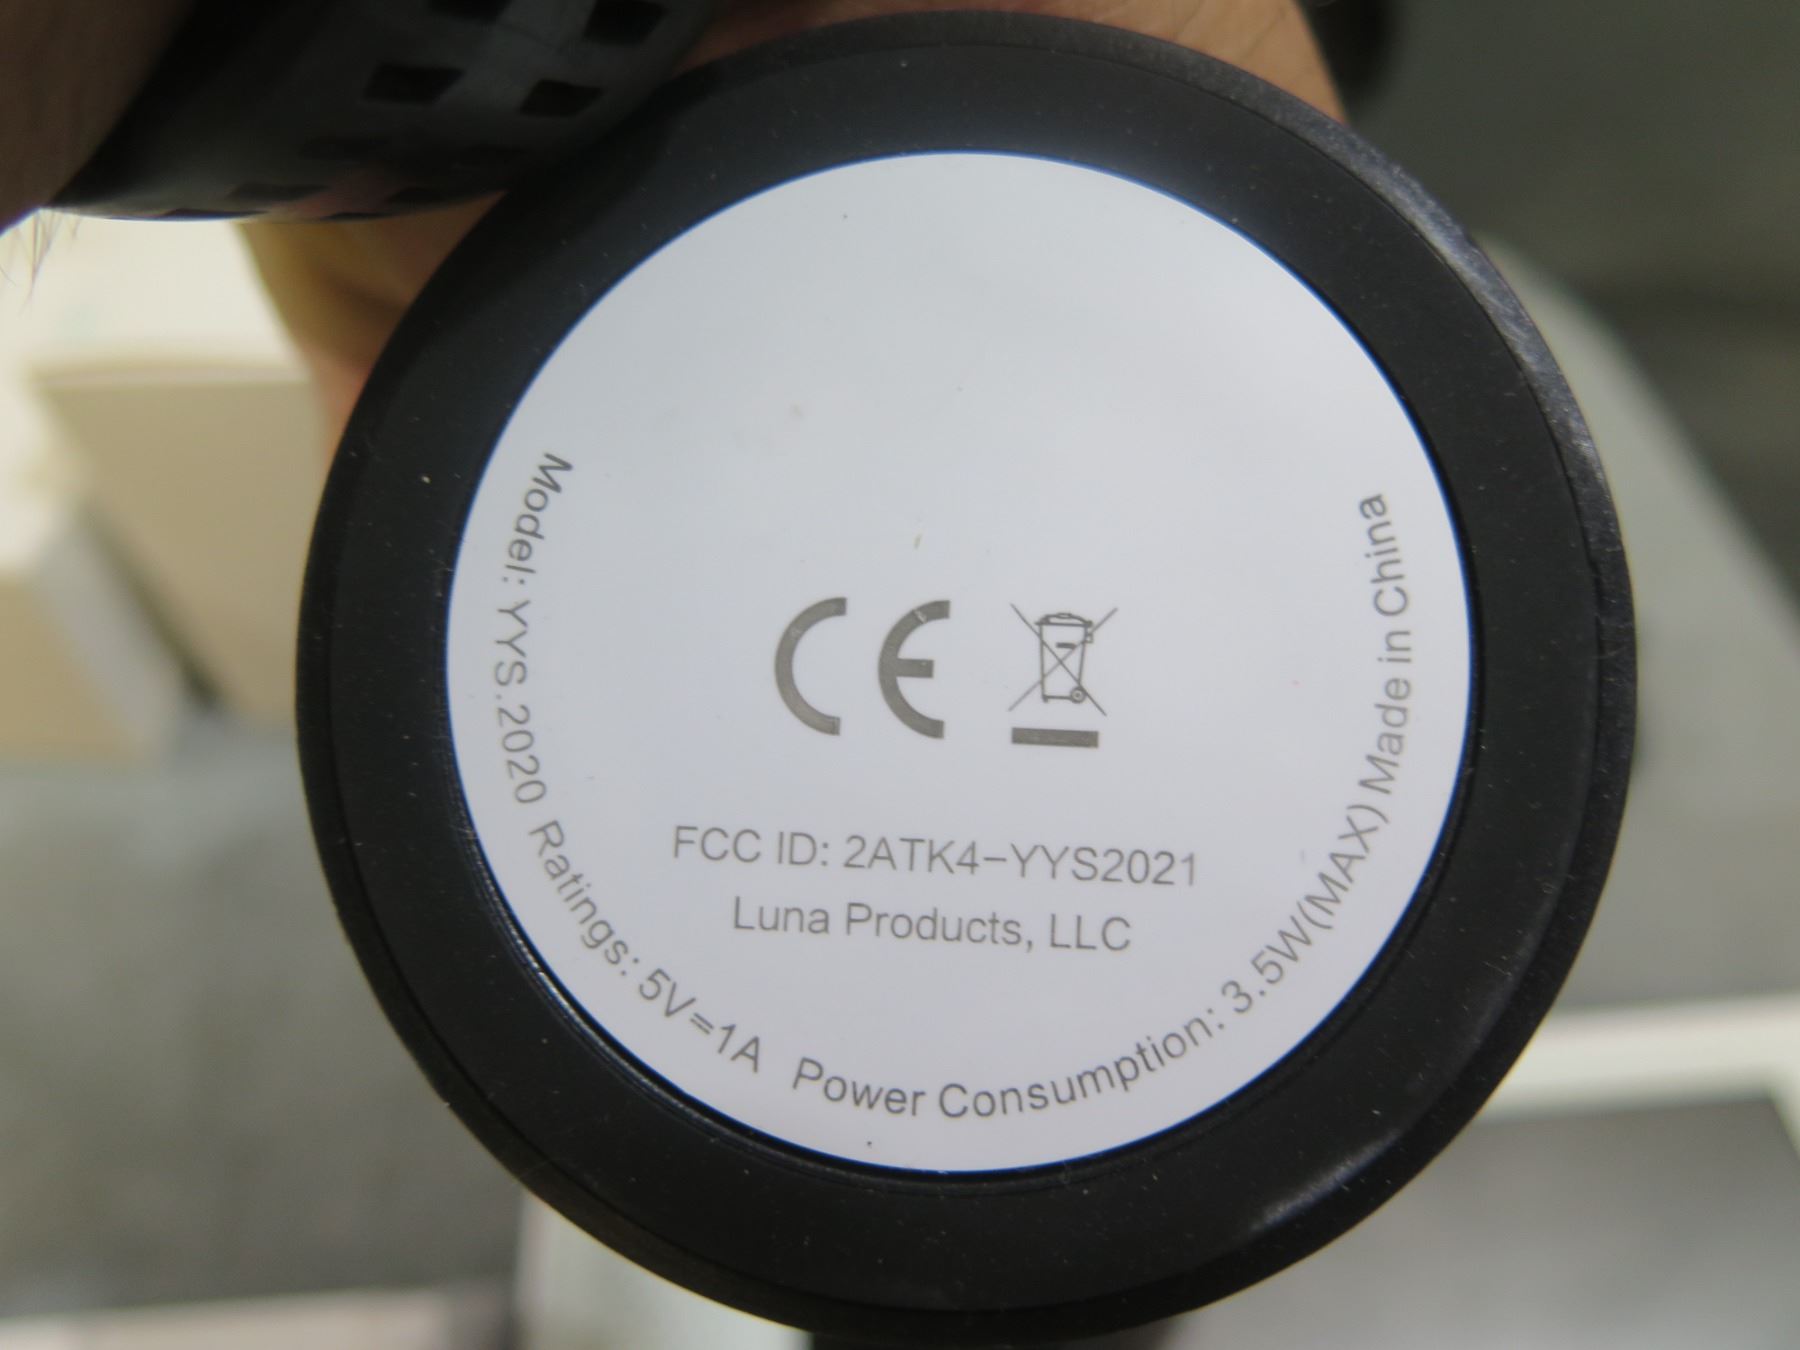 CE
FCC ID: 2ATK4-YYS2021
Luna Products, LLC
Model: YYS.2020 Ratings: 5V=1A Power Consumption: 3.5W(MAX) Made in China